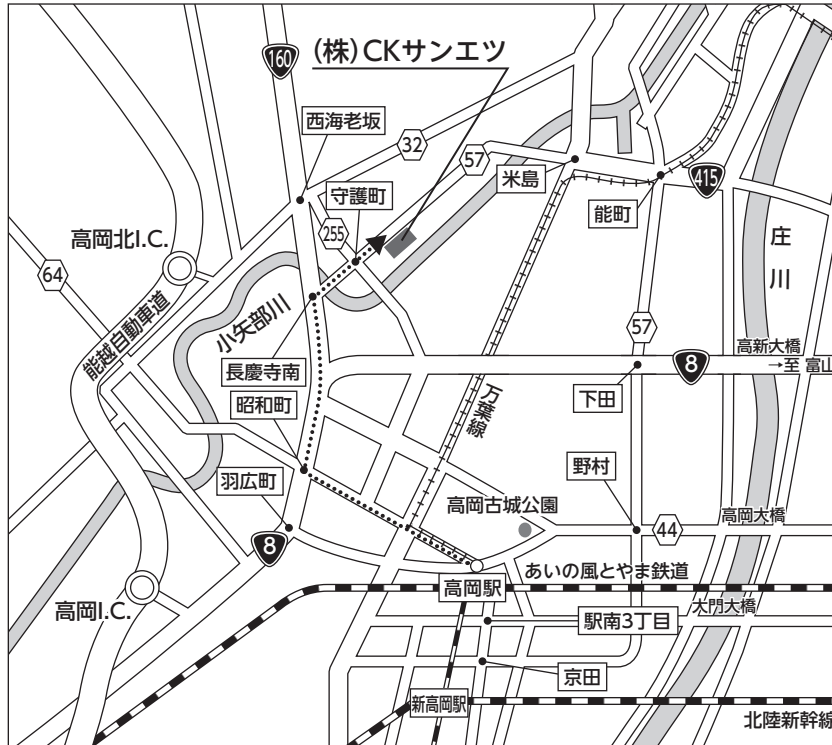 160
(株)CKサンエツ
西海老坂
32
57
米島
415
守護町
能町
255
高岡北I.C.
庄川
64
小矢部川
能越自動車道
57
高新大橋
長慶寺南
8
→至 富山
下田
昭和町
万葉線
野村
羽広町
高岡古城公園
高岡大橋
44
8
あいの風とやま鉄道
高岡駅
大門大橋
高岡I.C.
駅南3丁目
京田
新高岡駅
北陸新幹線